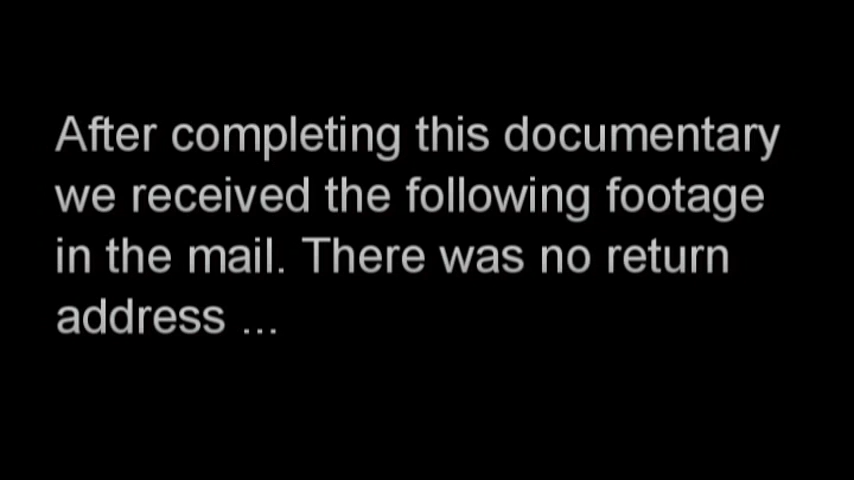 After completing this documentary
we received the following footage
in the mail. There was no return
address ...